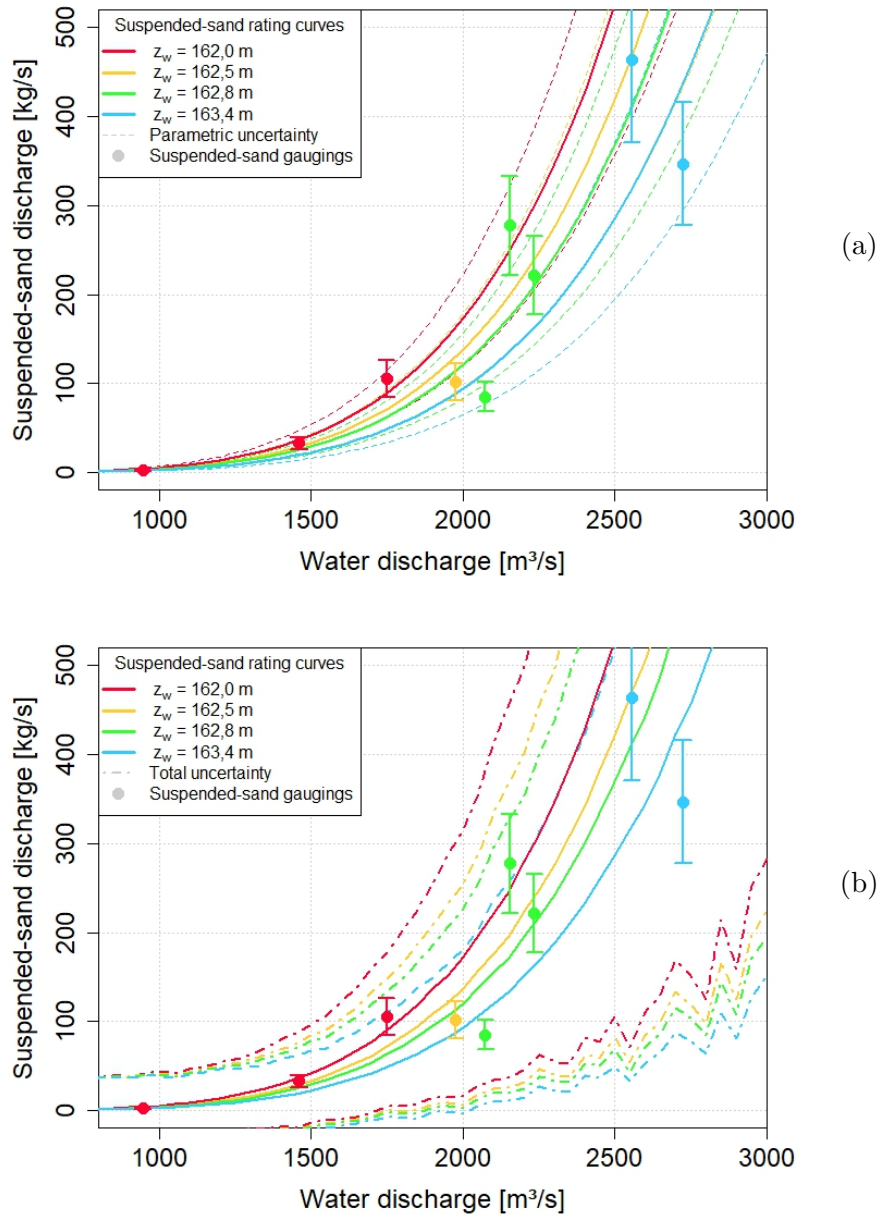 Suspended-sand rating curves
z_w = 162,0 m
z_w = 162,5 m
z_w = 162,8 m
z_w = 163,4 m
Parametric uncertainty
Suspended-sand gaugings
Suspended-sand discharge [kg/s]
500
400
300
200
100
0
1000 1500 2000 2500 3000
Water discharge [m³/s]
(a)
Suspended-sand rating curves
z_w = 162,0 m
z_w = 162,5 m
z_w = 162,8 m
z_w = 163,4 m
Total uncertainty
Suspended-sand gaugings
Suspended-sand discharge [kg/s]
500
400
300
200
100
0
1000 1500 2000 2500 3000
Water discharge [m³/s]
(b)